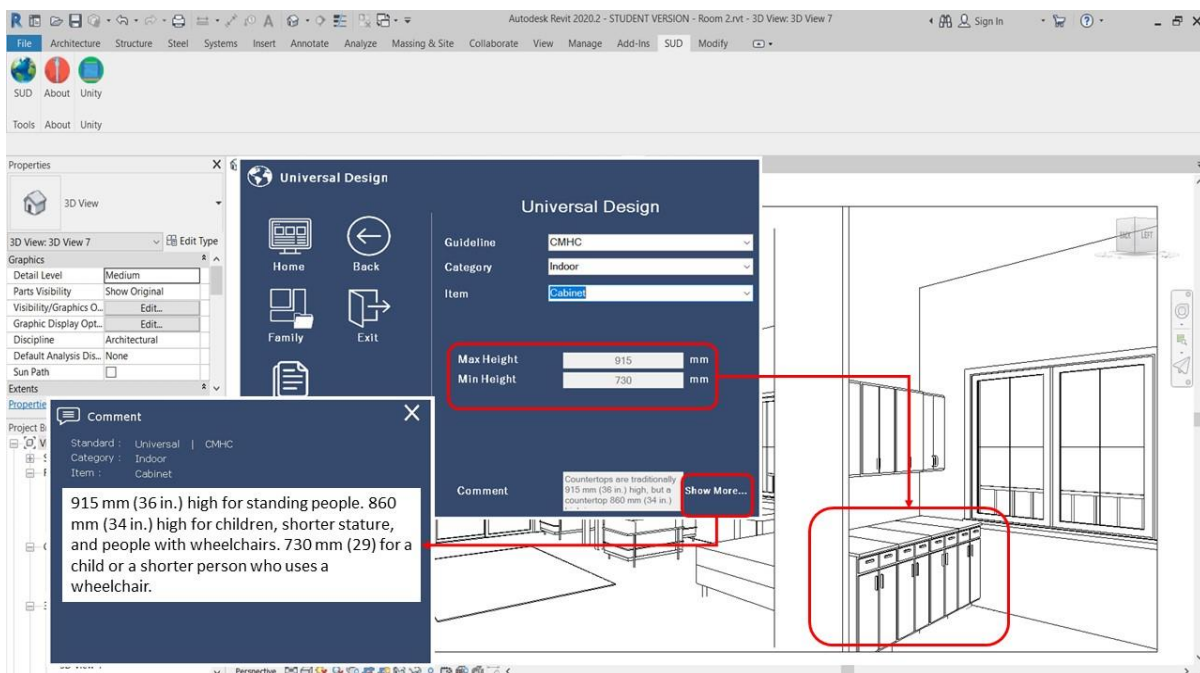 Autodesk Revit 2020.2 - STUDENT VERSION - Room 2.rvt - 3D View: 3D View 7
Sign In
File Architecture Structure Steel Systems Insert Annotate Analyze Massing & Site Collaborate View Manage Add-Ins SUD Modify
SUD About Unity
Tools About Unity
Properties X
3D View
3D View: 3D View 7 Edit Type
Graphics
Detail Level Medium
Parts Visibility Show Original
Visibility/Graphics O... Edit...
Graphic Display Opt... Edit...
Discipline Architectural
Default Analysis Dis... None
Sun Path
Extents
Propertie
Project B
Universal Design
Home Back
Family Exit
Universal Design
Guideline CMHC
Category Indoor
Item Cabinet
Max Height 915 mm
Min Height 730 mm
Comment
Countertops are traditionally
915 mm (36 in.) high, but a
countertop 860 mm (34 in.)
Show More...
Comment X
Standard : Universal | CMHC
Category : Indoor
Item : Cabinet
915 mm (36 in.) high for standing people. 860
mm (34 in.) high for children, shorter stature,
and people with wheelchairs. 730 mm (29) for a
child or a shorter person who uses a
wheelchair.
BACK LEFT
Perspective